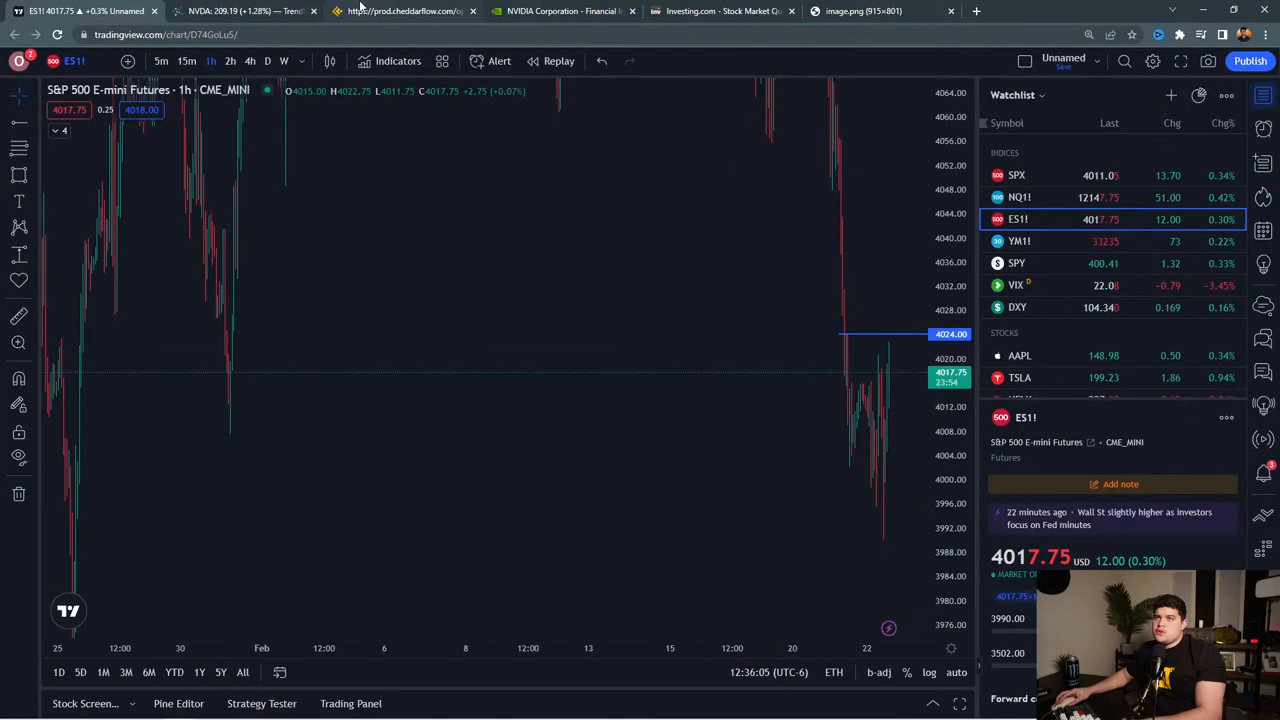 ES1! 4017.75 ▲ +0.3% Unnamed
NVDA: 209.19 (+1.28%) — Trend
https://prod.cheddarflow.com/op
NVIDIA Corporation - Financial In
Investing.com - Stock Market Qu
image.png (915×801)
tradingview.com/chart/D74GoLu5/
O 2 ES1! 5m 15m 1h 2h 4h D W Indicators Alert Replay Unnamed Save Publish
S&P 500 E-mini Futures · 1h · CME_MINI
O4015.00 H4022.75 L4011.75 C4017.75 +2.75 (+0.07%)
4017.75 0.25 4018.00
4
4064.00
4060.00
4056.00
4052.00
4048.00
4044.00
4040.00
4036.00
4032.00
4028.00
4024.00
4020.00
4017.75
23:54
4012.00
4008.00
4004.00
4000.00
3996.00
3992.00
3988.00
3984.00
3980.00
3976.00
25 12:00 30 Feb 12:00 6 8 12:00 13 15 12:00 20 22
1D 5D 1M 3M 6M YTD 1Y 5Y All
12:36:05 (UTC-6) ETH b-adj % log auto
Stock Screen... Pine Editor Strategy Tester Trading Panel
Watchlist
Symbol Last Chg Chg%
INDICES
SPX 4011.05 13.70 0.34%
NQ1! 12147.75 51.00 0.42%
ES1! 4017.75 12.00 0.30%
YM1! 33235 73 0.22%
SPY 400.41 1.32 0.33%
VIX D 22.08 −0.79 −3.45%
DXY 104.340 0.169 0.16%
STOCKS
AAPL 148.98 0.50 0.34%
TSLA 199.23 1.86 0.94%
500 ES1!
S&P 500 E-mini Futures · CME_MINI
Futures
Add note
22 minutes ago · Wall St slightly higher as investors
focus on Fed minutes
4017.75 USD 12.00 (0.30%)
3990.00
3502.00
3